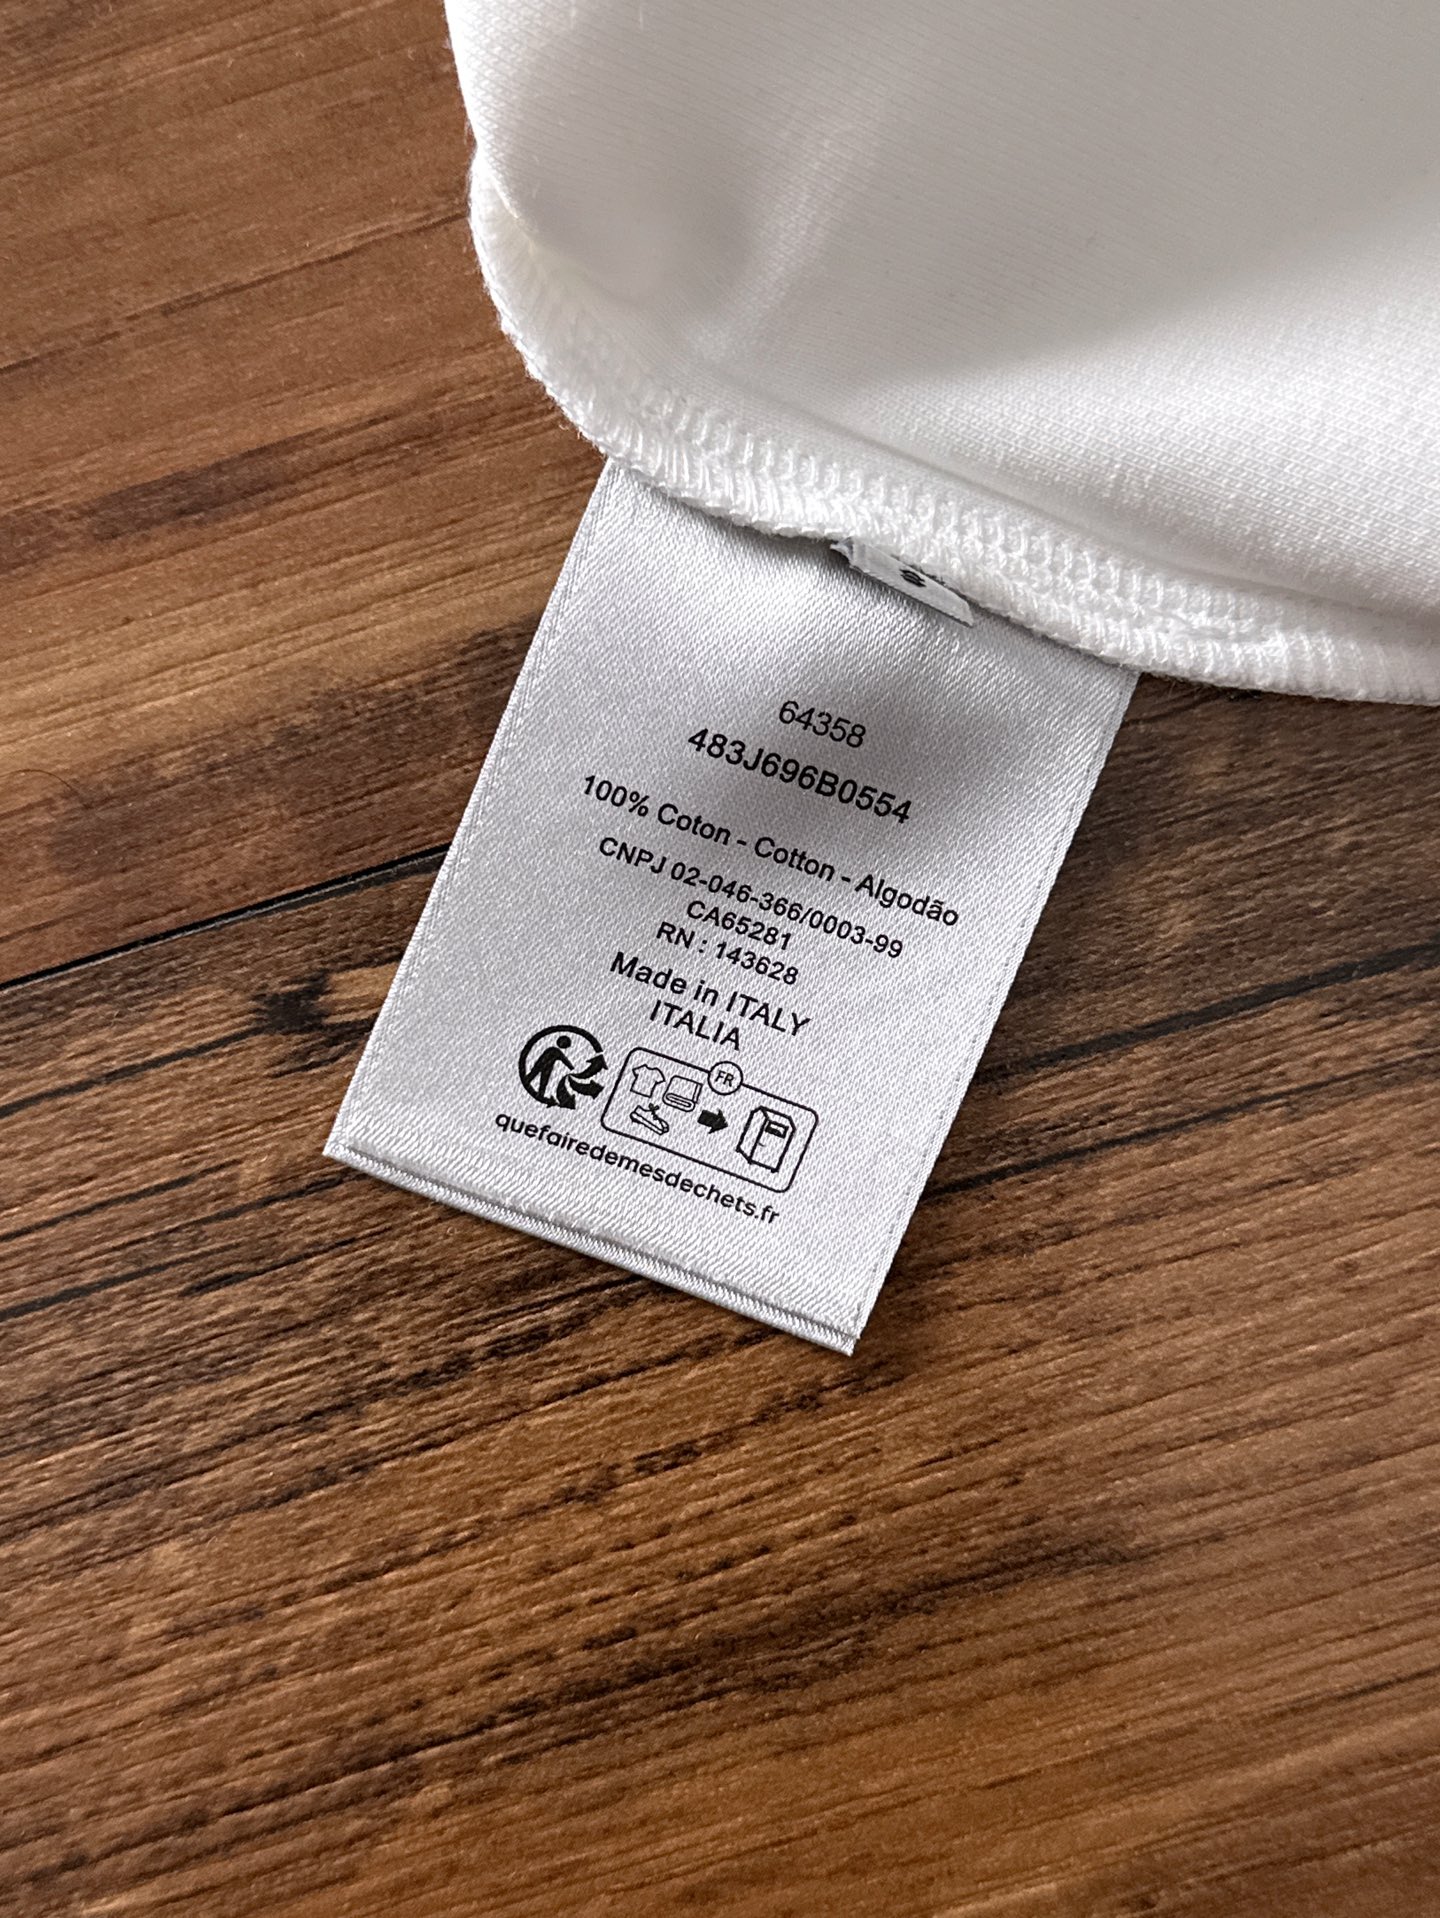 64358
483J696B0554
100% Coton - Cotton - Algodão
CNPJ 02-046-366/0003-99
CA65281
RN : 143628
Made in ITALY
ITALIA
FR
quefairedemesdechets.fr